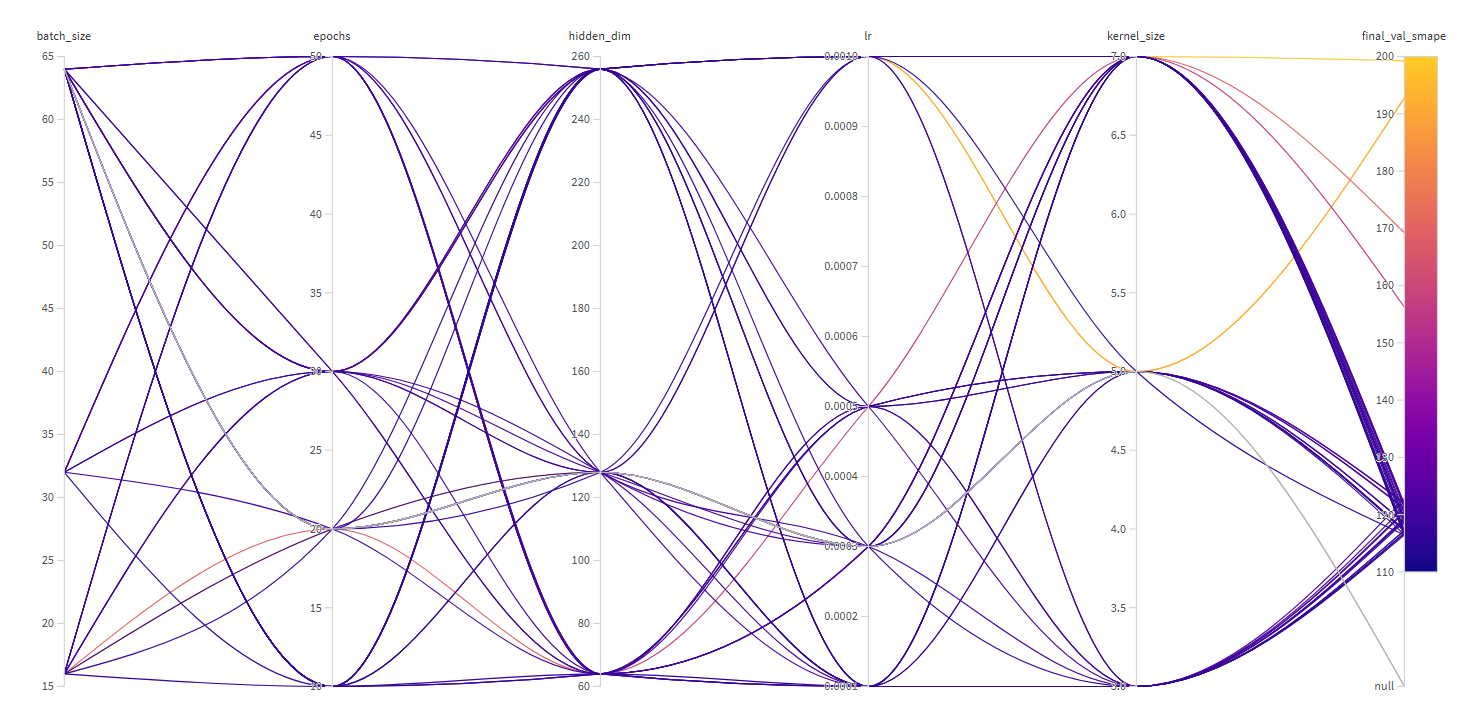 batch_size epochs hidden_dim lr kernel_size final_val_smape
65 50 260 0.0010 7.0 200
60 45 240 0.0009 6.5 190
55 40 220 0.0008 6.0 180
50 35 200 0.0007 5.5 170
45 30 180 0.0006 5.0 160
40 25 160 0.0005 4.5 150
35 20 140 0.0004 4.0 140
30 15 120 0.0003 3.5 130
25 10 100 0.0002 3.0 120
20 80 0.0001 110
15 60 null